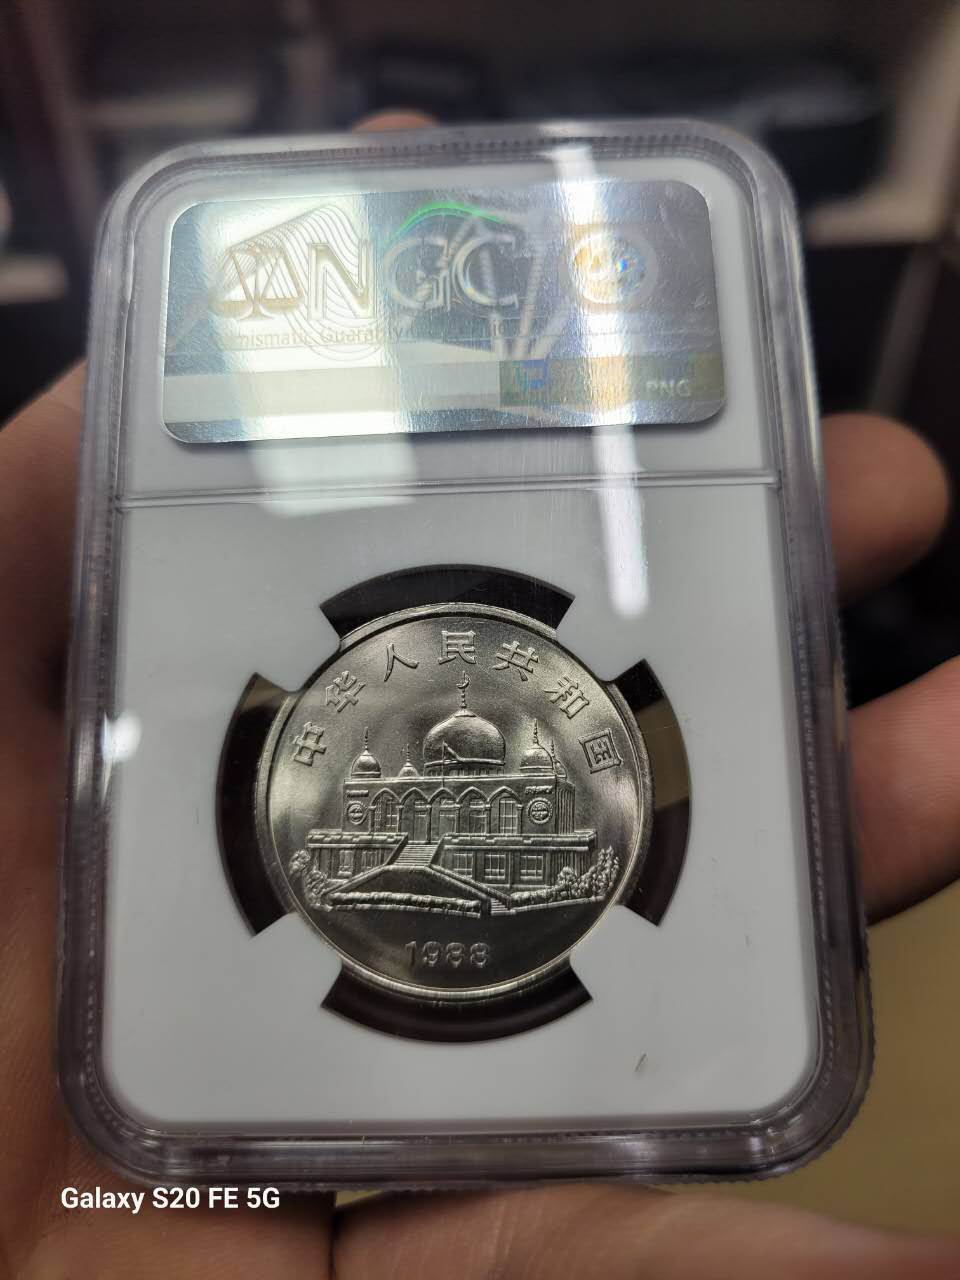 NGC
Numismatic Guaranty
PNG
中华人民共和国
1988
Galaxy S20 FE 5G